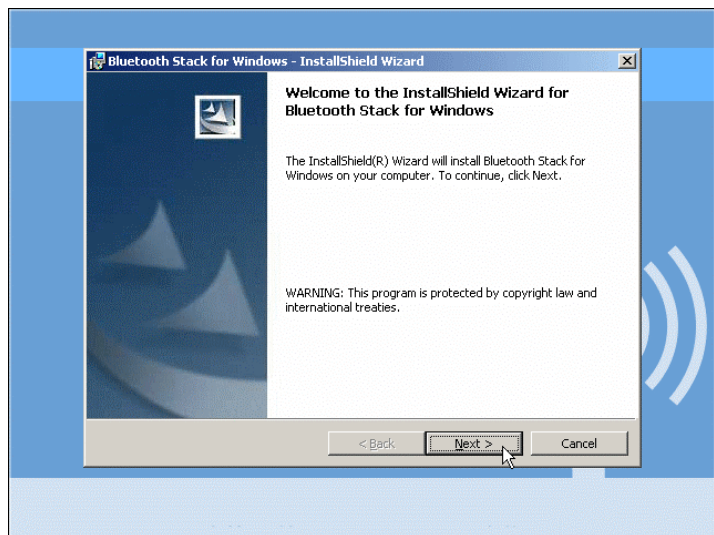 Bluetooth Stack for Windows - InstallShield Wizard
Welcome to the InstallShield Wizard for
Bluetooth Stack for Windows
The InstallShield(R) Wizard will install Bluetooth Stack for
Windows on your computer. To continue, click Next.
WARNING: This program is protected by copyright law and
international treaties.
< Back
Next >
Cancel